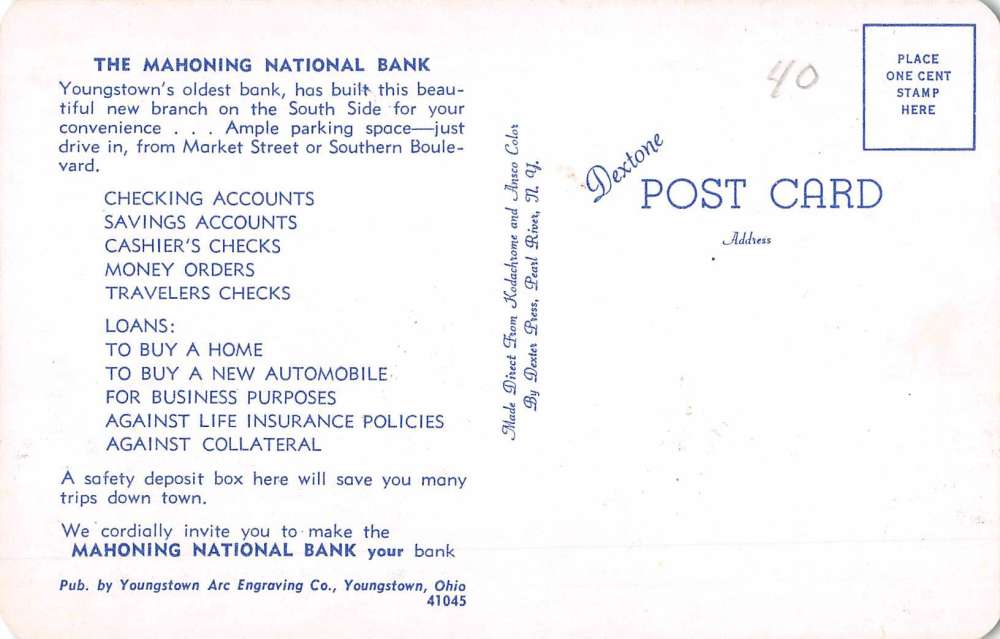 THE MAHONING NATIONAL BANK
Youngstown's oldest bank, has built this beau-
tiful new branch on the South Side for your
convenience . . . Ample parking space—just
drive in, from Market Street or Southern Boule-
vard.
CHECKING ACCOUNTS
SAVINGS ACCOUNTS
CASHIER'S CHECKS
MONEY ORDERS
TRAVELERS CHECKS
LOANS:
TO BUY A HOME
TO BUY A NEW AUTOMOBILE
FOR BUSINESS PURPOSES
AGAINST LIFE INSURANCE POLICIES
AGAINST COLLATERAL
A safety deposit box here will save you many
trips down town.
We cordially invite you to make the
MAHONING NATIONAL BANK your bank
Pub. by Youngstown Arc Engraving Co., Youngstown, Ohio
41045
Made Direct From Kodachrome and Ansco Color
By Dexter Press, Pearl River, N. Y.
40
PLACE
ONE CENT
STAMP
HERE
Dextone
POST CARD
Address